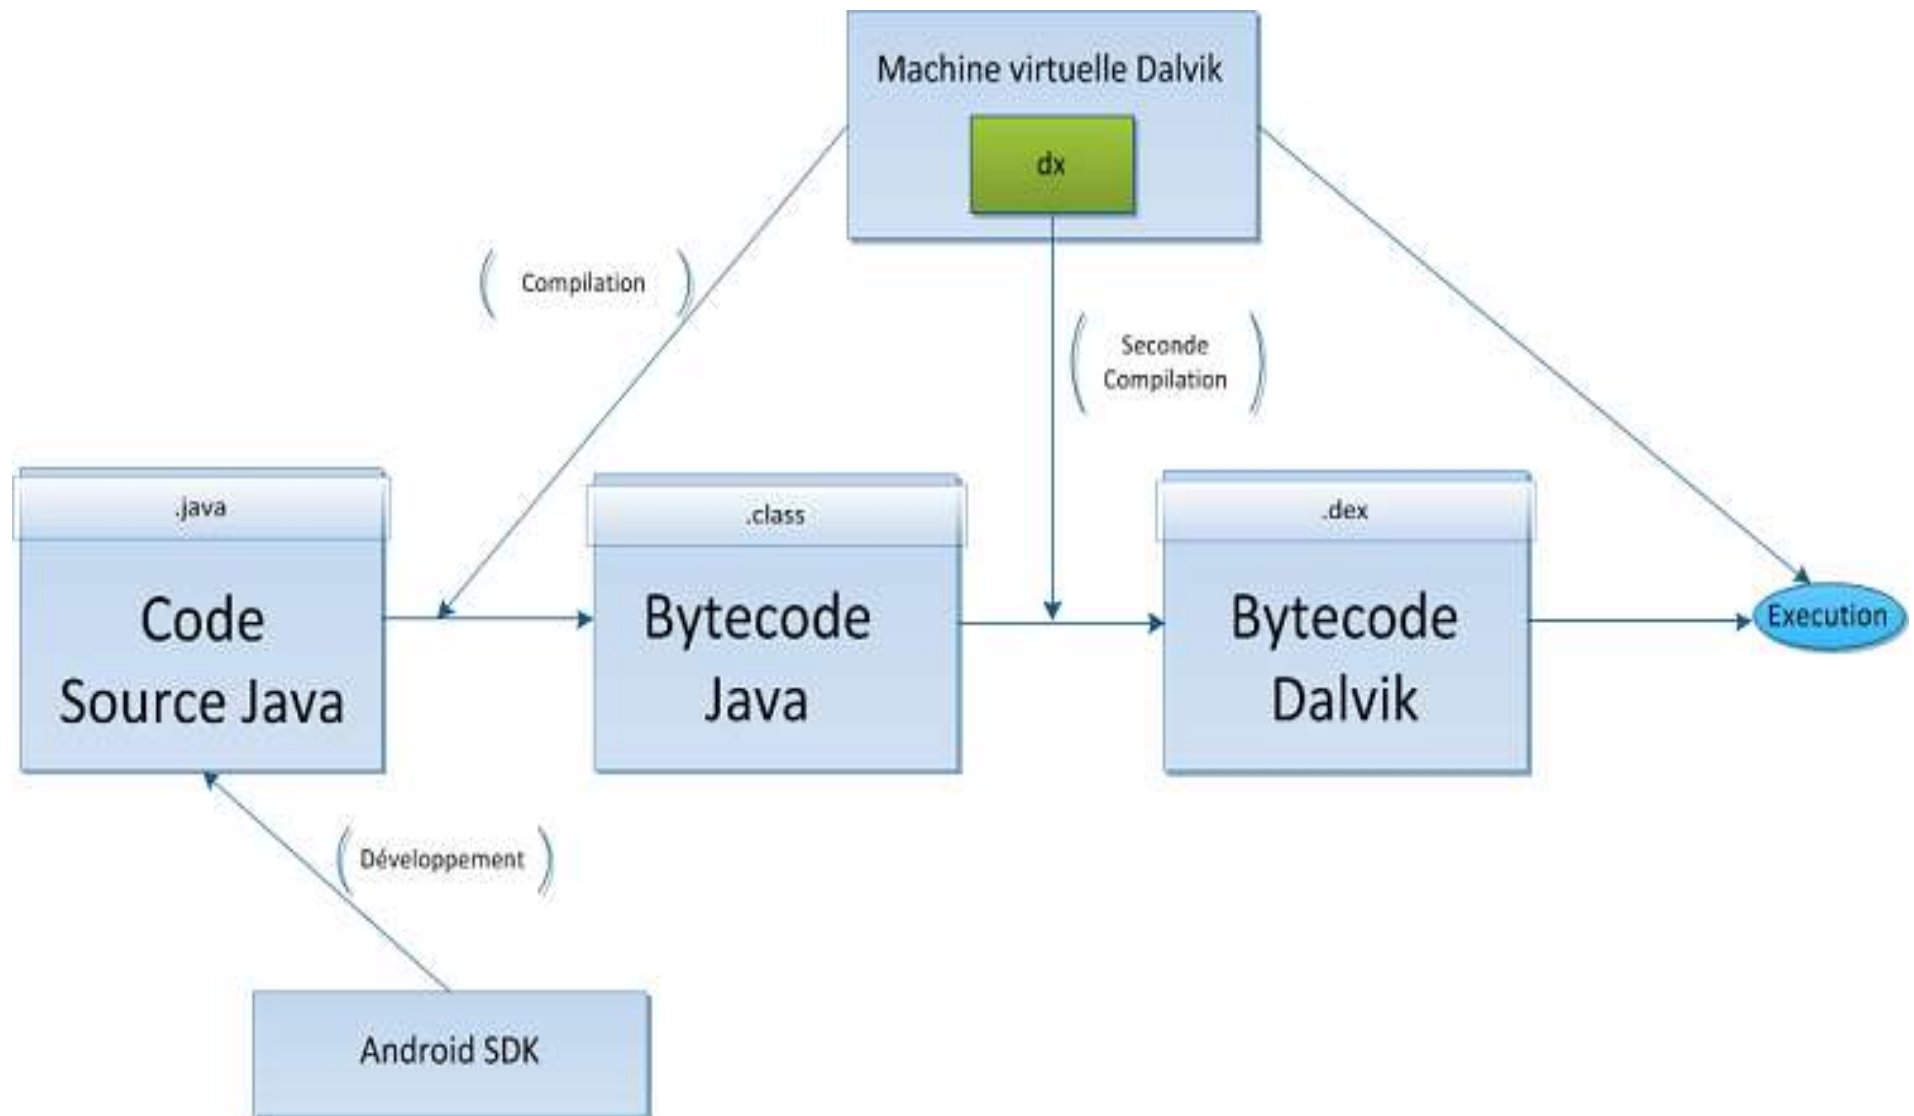 Machine virtuelle Dalvik
dx
Compilation
Seconde
Compilation
.java
Code
Source Java
.class
Bytecode
Java
.dex
Bytecode
Dalvik
Execution
Développement
Android SDK